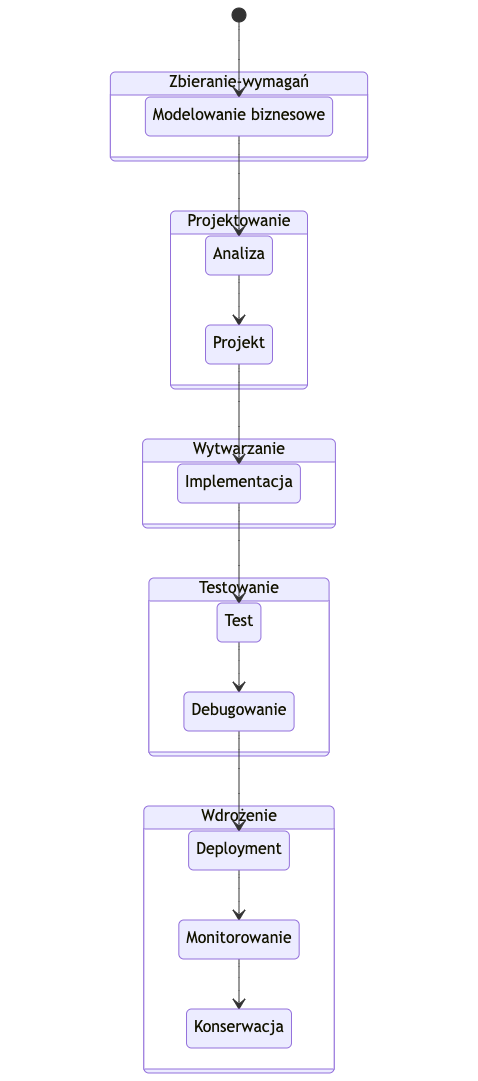 Zbieranie-wymagań
Modelowanie biznesowe
Projektowanie
Analiza
Projekt
Wytwarzanie
Implementacja
Testowanie
Test
Debugowanie
Wdrożenie
Deployment
Monitorowanie
Konserwacja